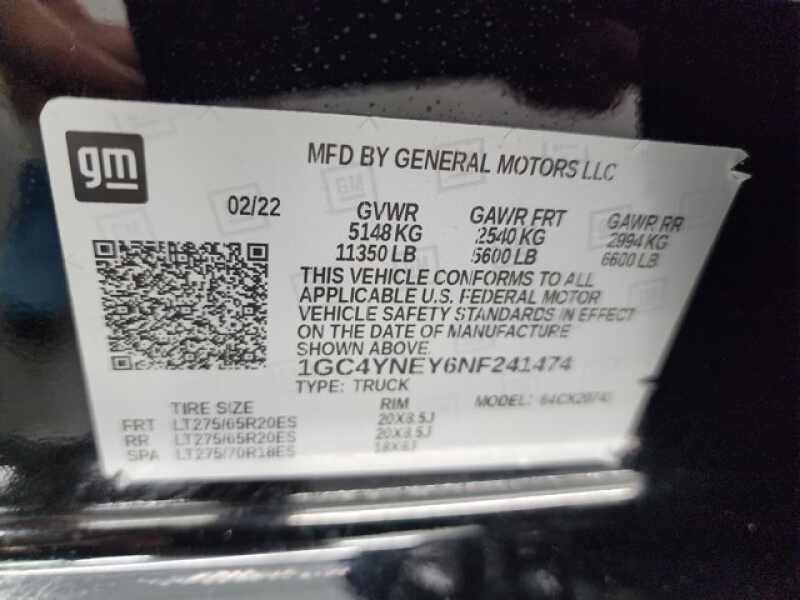 gm
MFD BY GENERAL MOTORS LLC
02/22 GVWR GAWR FRT GAWR RR
5148 KG 2540 KG 2994 KG
11350 LB 5600 LB 6600 LB
THIS VEHICLE CONFORMS TO ALL
APPLICABLE U.S. FEDERAL MOTOR
VEHICLE SAFETY STANDARDS IN EFFECT
ON THE DATE OF MANUFACTURE
SHOWN ABOVE.
1GC4YNEY6NF241474
TYPE: TRUCK MODEL:
TIRE SIZE RIM
FRT LT275/65R20ES 20X8.5J
RR LT275/65R20ES 20X8.5J
SPA LT275/70R18ES 18X8J